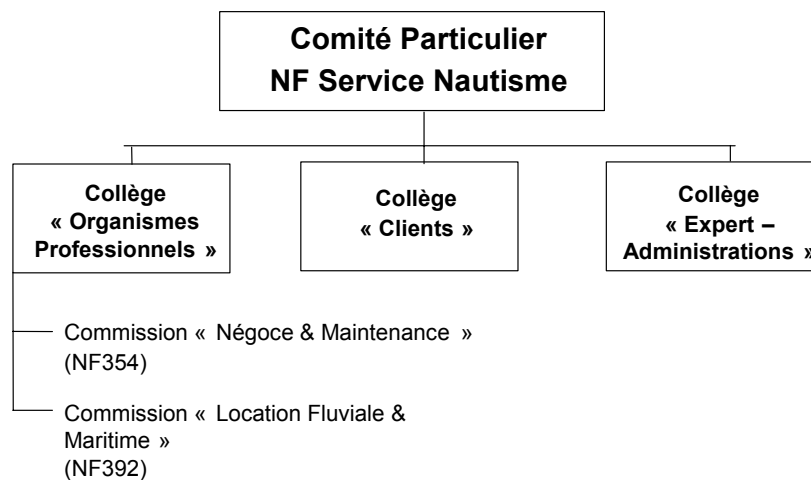 Comité Particulier
NF Service Nautisme
Collège
« Organismes
Professionnels »
Collège
« Clients »
Collège
« Expert –
Administrations »
Commission « Négoce & Maintenance »
(NF354)
Commission « Location Fluviale &
Maritime »
(NF392)